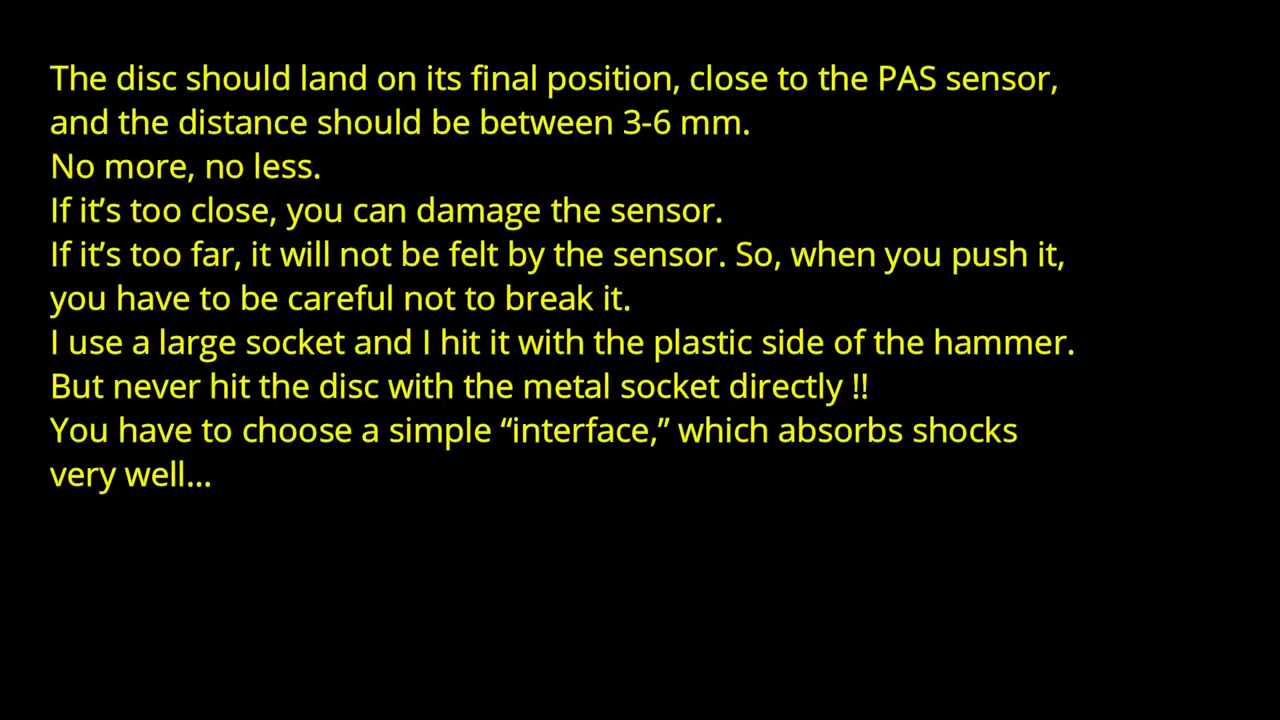 The disc should land on its final position, close to the PAS sensor,
and the distance should be between 3-6 mm.
No more, no less.
If it’s too close, you can damage the sensor.
If it’s too far, it will not be felt by the sensor. So, when you push it,
you have to be careful not to break it.
I use a large socket and I hit it with the plastic side of the hammer.
But never hit the disc with the metal socket directly !!
You have to choose a simple “interface,” which absorbs shocks
very well...